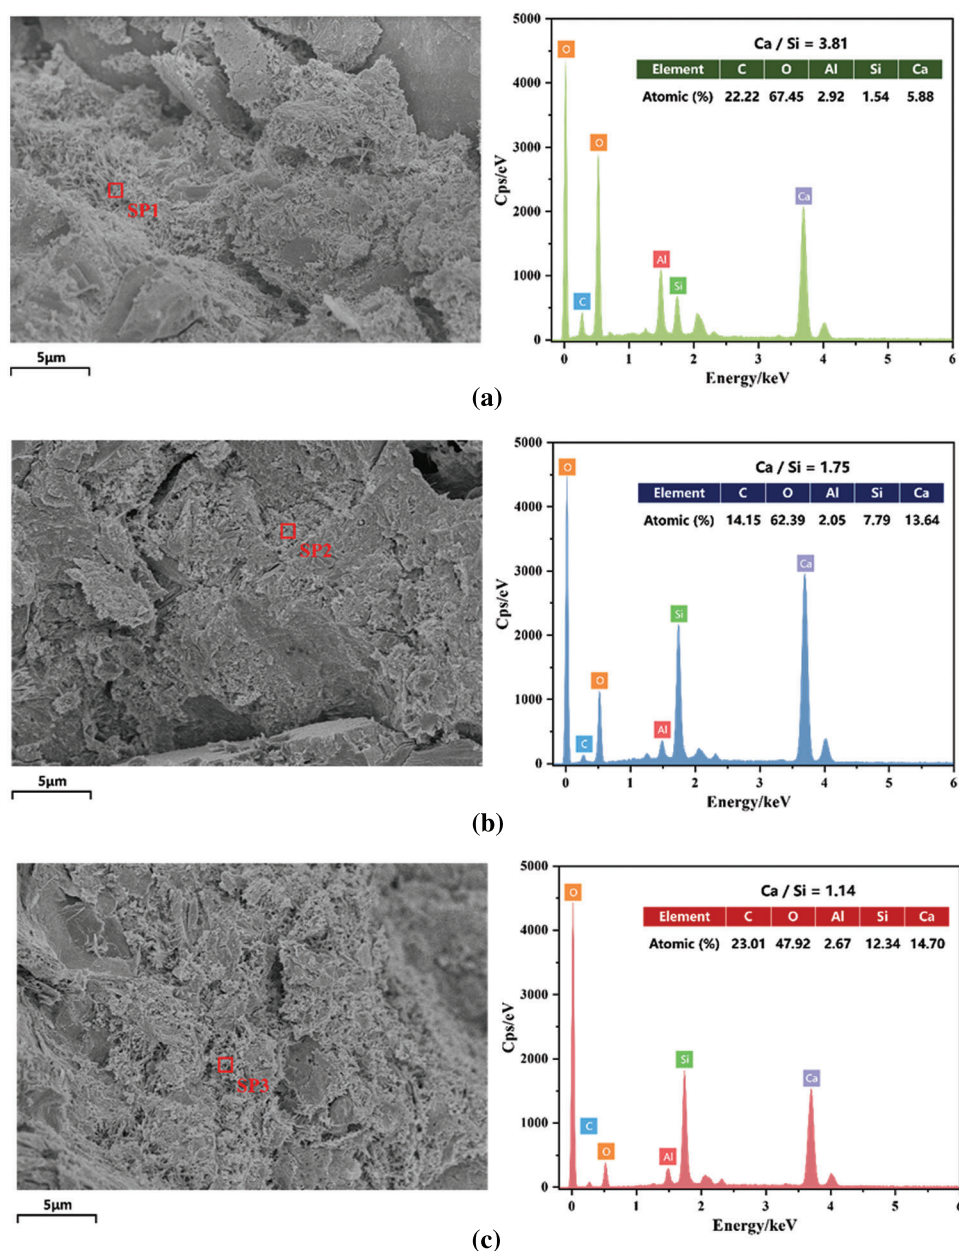 SP1
5μm
Ca / Si = 3.81
Element C O Al Si Ca
Atomic (%) 22.22 67.45 2.92 1.54 5.88
O
O
Ca
Al
Si
C
Cps/eV
5000
4000
3000
2000
1000
0
0 1 2 3 4 5 6
Energy/keV
(a)
SP2
5μm
Ca / Si = 1.75
Element C O Al Si Ca
Atomic (%) 14.15 62.39 2.05 7.79 13.64
O
Ca
Si
O
Al
C
Cps/eV
5000
4000
3000
2000
1000
0
0 1 2 3 4 5 6
Energy/keV
(b)
SP3
5μm
Ca / Si = 1.14
Element C O Al Si Ca
Atomic (%) 23.01 47.92 2.67 12.34 14.70
O
Si
Ca
C
O
Al
Cps/eV
5000
4000
3000
2000
1000
0
0 1 2 3 4 5 6
Energy/keV
(c)